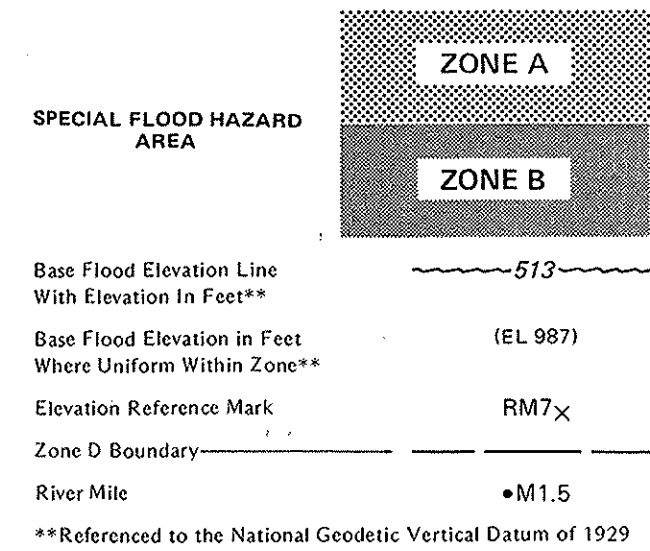 ZONE A
SPECIAL FLOOD HAZARD
AREA
ZONE B
Base Flood Elevation Line
With Elevation In Feet**
513
Base Flood Elevation in Feet
Where Uniform Within Zone**
(EL 987)
Elevation Reference Mark
RM7×
Zone D Boundary
River Mile
•M1.5
**Referenced to the National Geodetic Vertical Datum of 1929